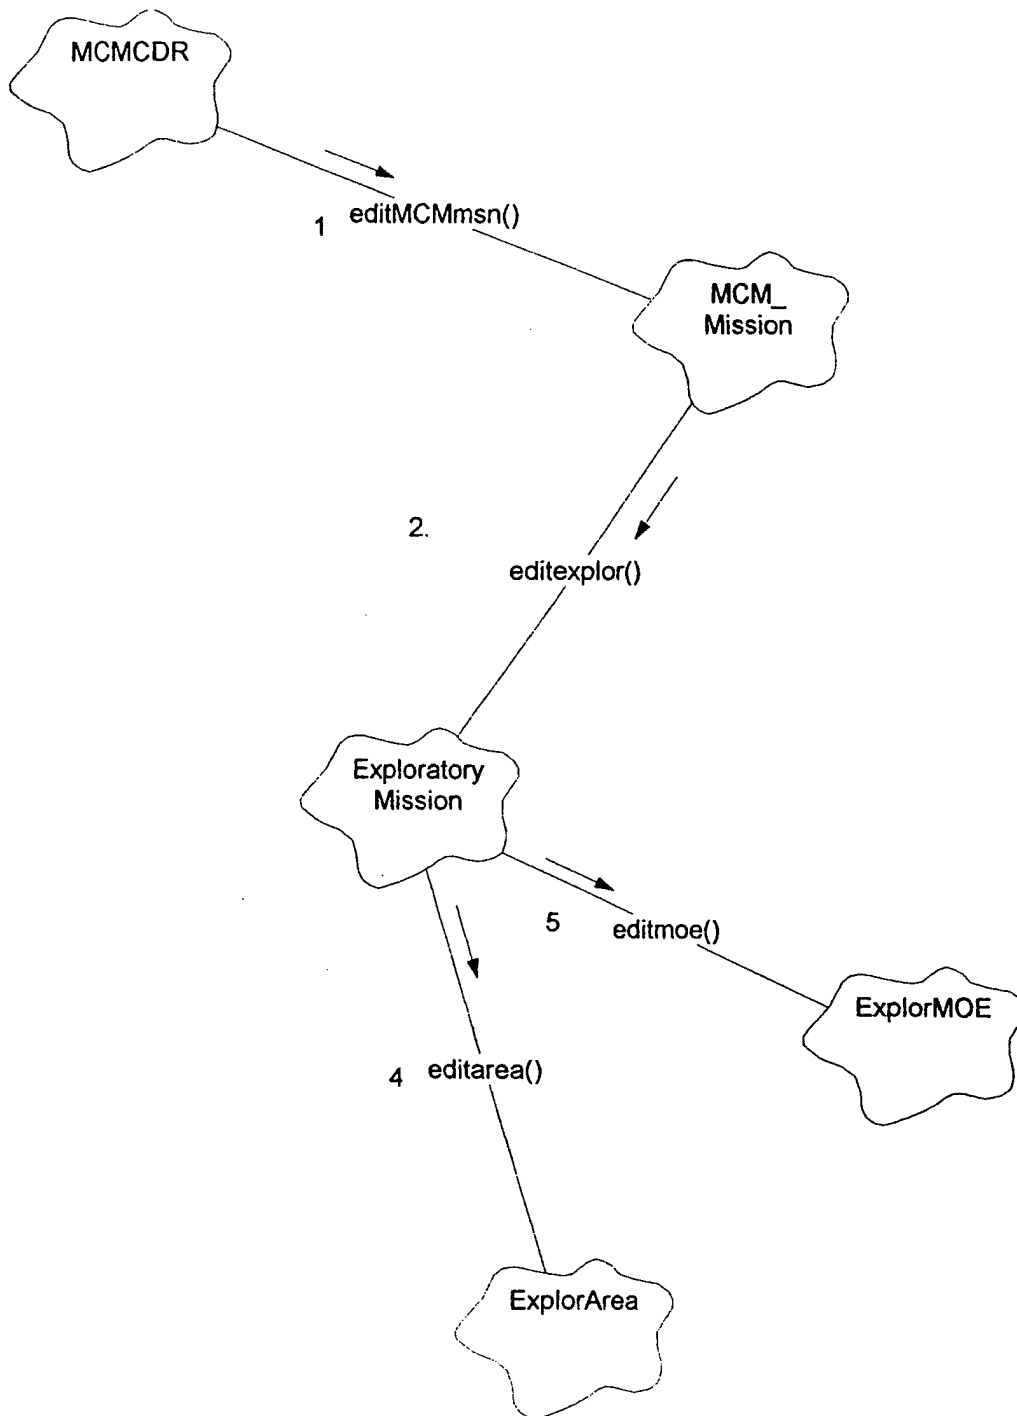 MCMCDR
1 editMCMmsn()
MCM_
Mission
2.
editexplor()
Exploratory
Mission
5 editmoe()
ExplorMOE
4 editarea()
ExplorArea